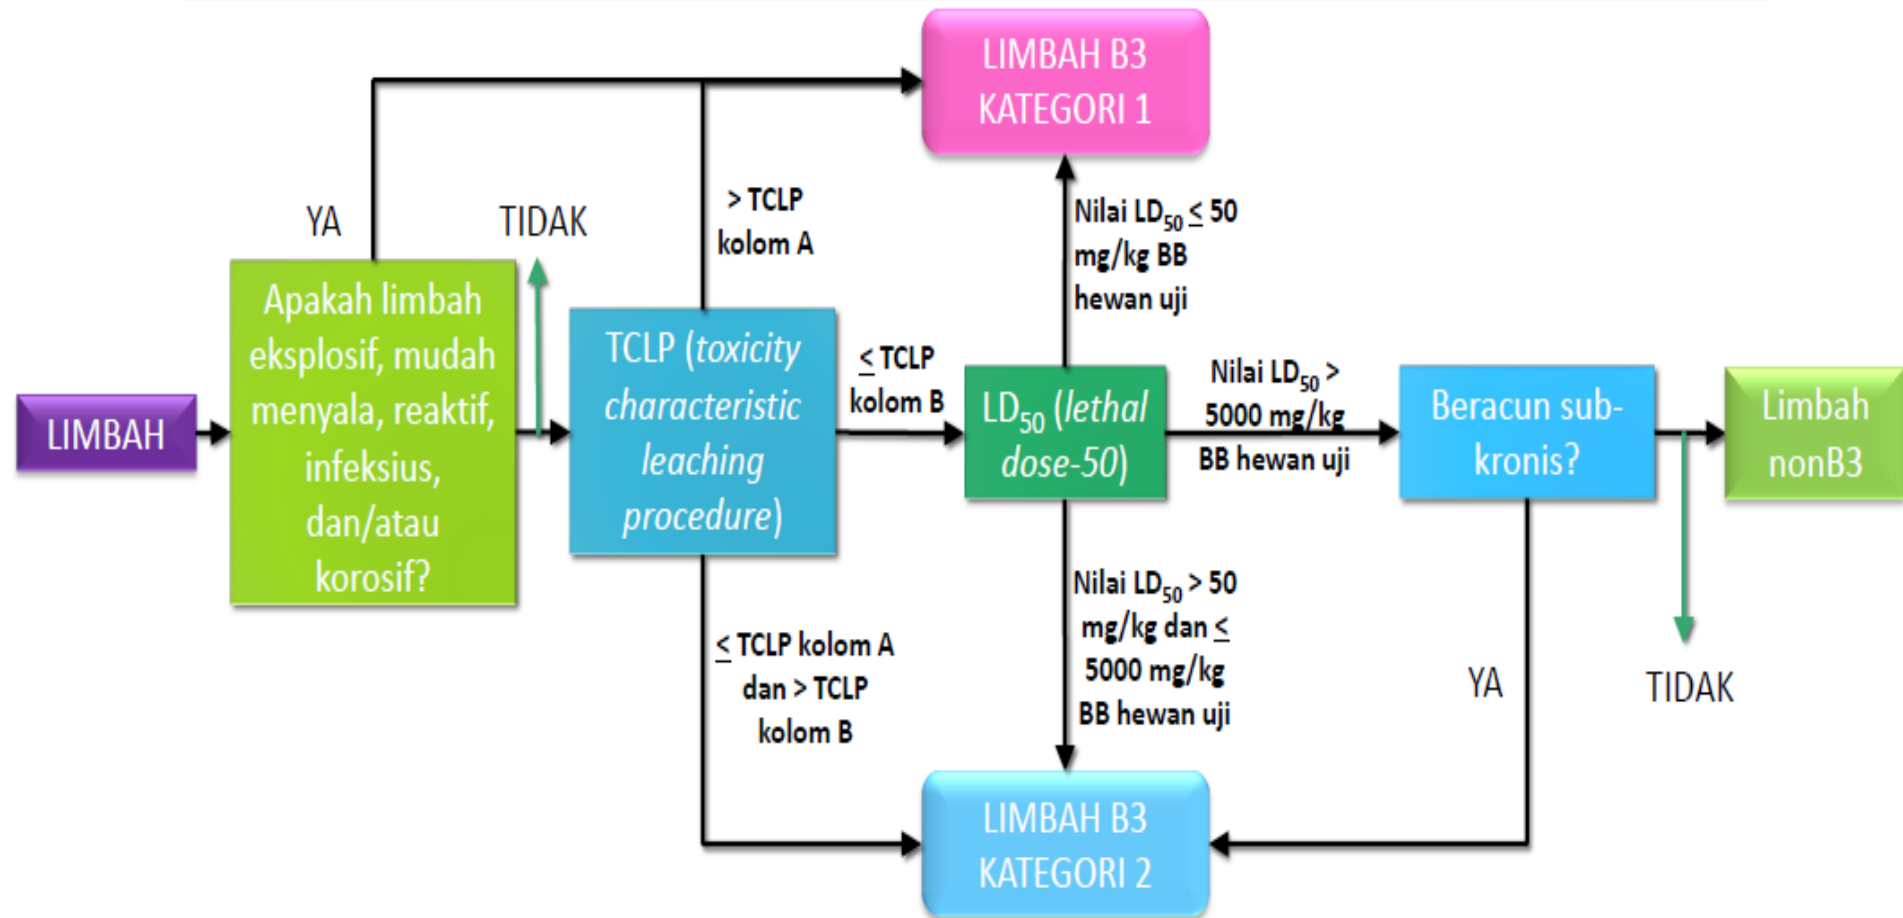 LIMBAH B3
KATEGORI 1
YA
TIDAK
> TCLP
kolom A
Nilai LD50 ≤ 50
mg/kg BB
hewan uji
LIMBAH
Apakah limbah
eksplosif, mudah
menyala, reaktif,
infeksius,
dan/atau
korosif?
TCLP (toxicity
characteristic
leaching
procedure)
≤ TCLP
kolom B
LD50 (lethal
dose-50)
Nilai LD50 >
5000 mg/kg
BB hewan uji
Beracun sub-
kronis?
Limbah
nonB3
≤ TCLP kolom A
dan > TCLP
kolom B
Nilai LD50 > 50
mg/kg dan ≤
5000 mg/kg
BB hewan uji
YA
TIDAK
LIMBAH B3
KATEGORI 2